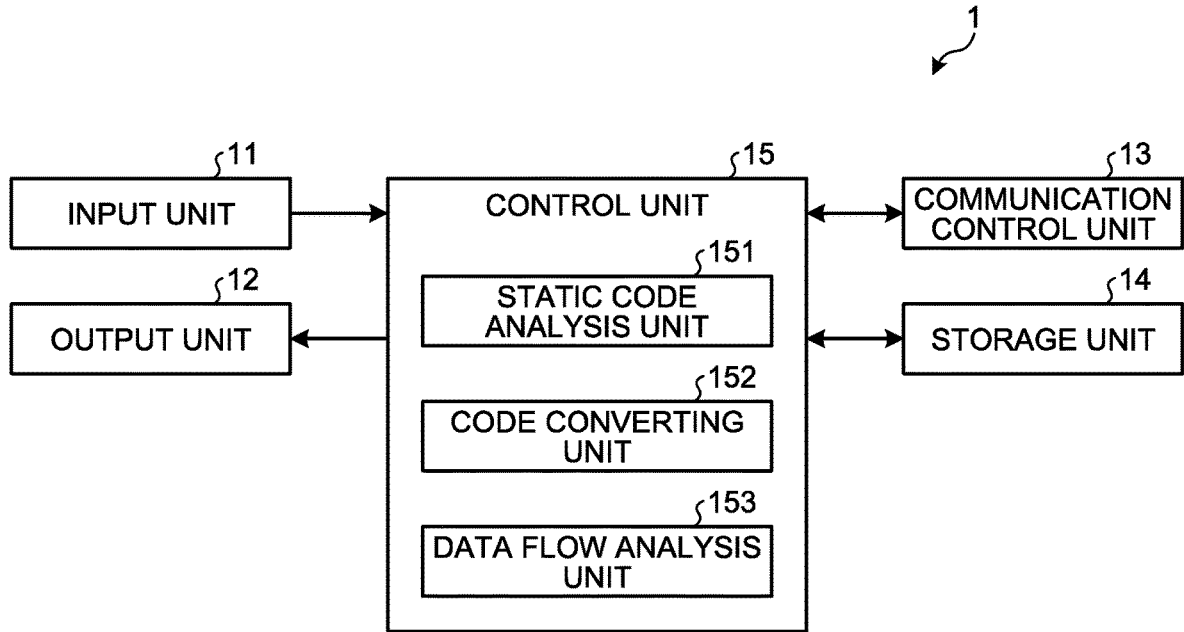 1
11
INPUT UNIT
12
OUTPUT UNIT
15
CONTROL UNIT
151
STATIC CODE
ANALYSIS UNIT
152
CODE CONVERTING
UNIT
153
DATA FLOW ANALYSIS
UNIT
13
COMMUNICATION
CONTROL UNIT
14
STORAGE UNIT